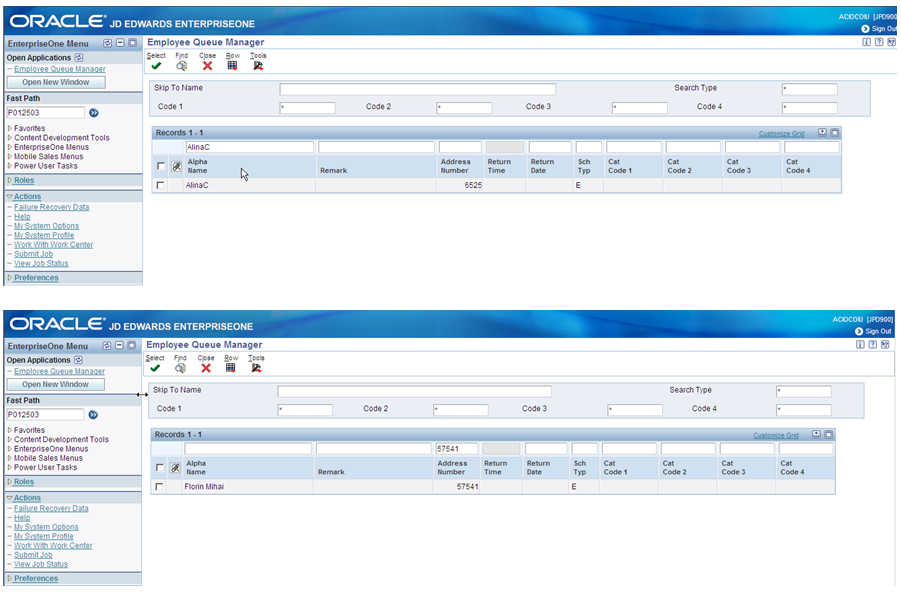 ORACLE® JD EDWARDS ENTERPRISEONE
ACIOCOIU [JPD900]
Sign Out
EnterpriseOne Menu
Open Applications
Employee Queue Manager
Open New Window
Fast Path
P012503
Favorites
Content Development Tools
EnterpriseOne Menus
Mobile Sales Menus
Power User Tasks
Roles
Actions
Failure Recovery Data
Help
My System Options
My System Profile
Work With Work Center
Submit Job
View Job Status
Preferences
Employee Queue Manager
Select Find Close Row Tools
Skip To Name Search Type *
Code 1 * Code 2 * Code 3 * Code 4 *
Records 1 - 1 Customize Grid
AlinaC
Alpha Name Remark Address Number Return Time Return Date Sch Typ Cat Code 1 Cat Code 2 Cat Code 3 Cat Code 4
AlinaC 6525 E
ORACLE® JD EDWARDS ENTERPRISEONE
ACIOCOIU [JPD900]
Sign Out
EnterpriseOne Menu
Open Applications
Employee Queue Manager
Open New Window
Fast Path
P012503
Favorites
Content Development Tools
EnterpriseOne Menus
Mobile Sales Menus
Power User Tasks
Roles
Actions
Failure Recovery Data
Help
My System Options
My System Profile
Work With Work Center
Submit Job
View Job Status
Preferences
Employee Queue Manager
Select Find Close Row Tools
Skip To Name Search Type *
Code 1 * Code 2 * Code 3 * Code 4 *
Records 1 - 1 Customize Grid
57541
Alpha Name Remark Address Number Return Time Return Date Sch Typ Cat Code 1 Cat Code 2 Cat Code 3 Cat Code 4
Florin Mihai 57541 E